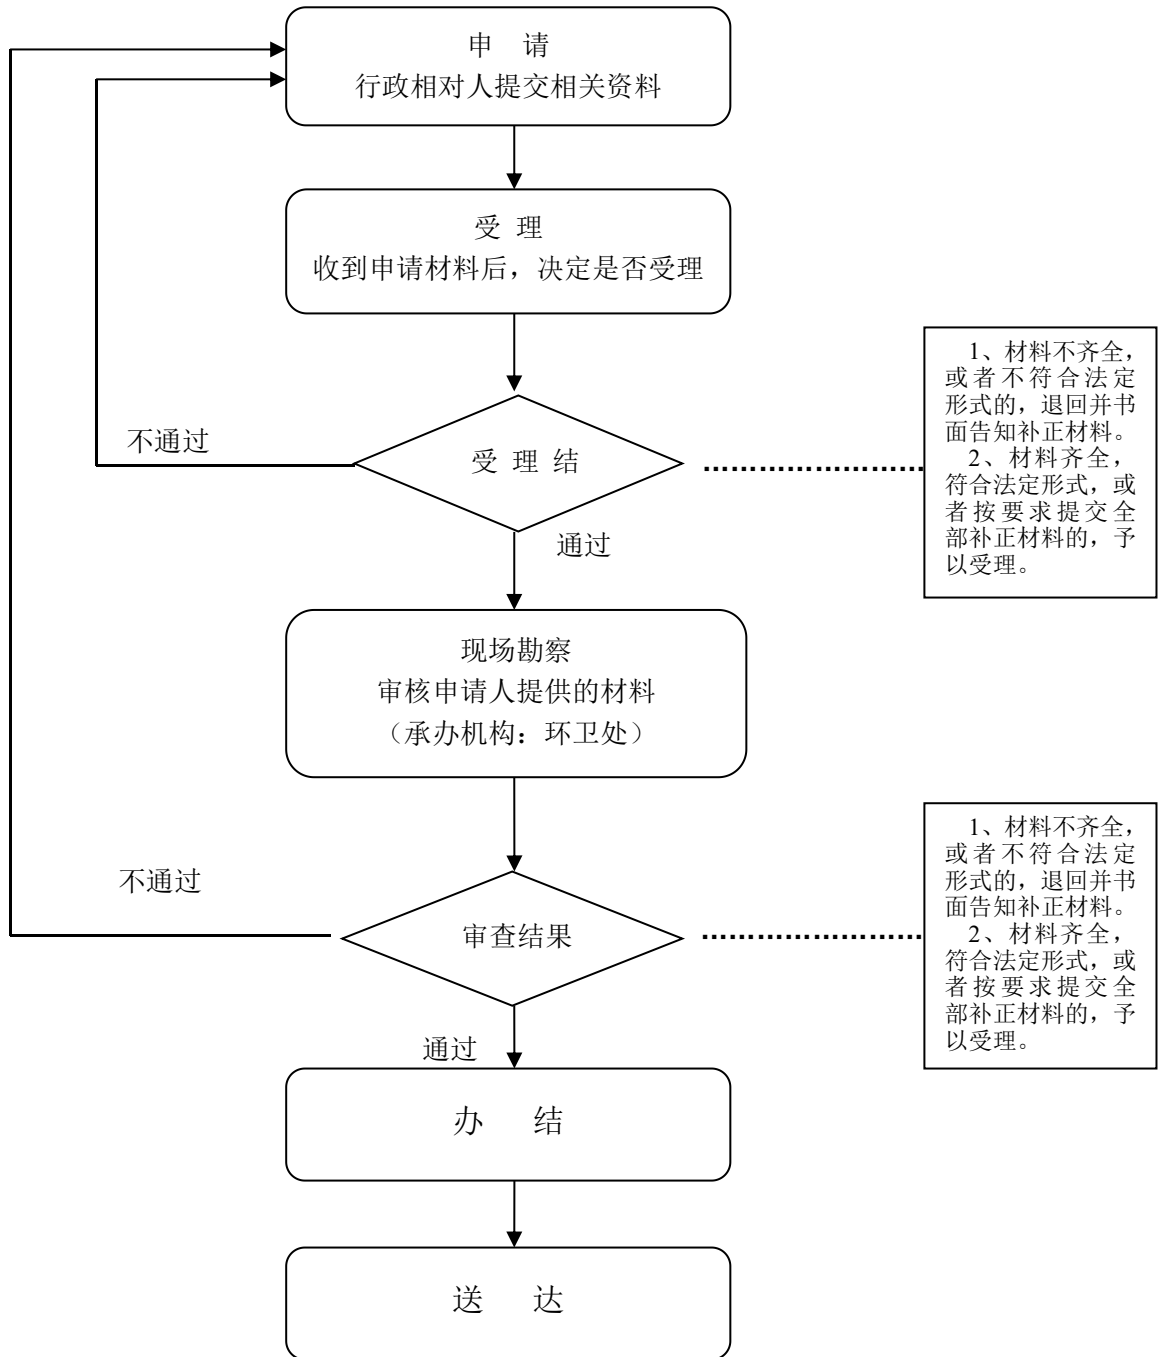 申　请
行政相对人提交相关资料
受 理
收到申请材料后，决定是否受理
1、材料不齐全，
或者不符合法定
形式的，退回并书
面告知补正材料。
2、材料齐全，
符合法定形式，或
者按要求提交全
部补正材料的，予
以受理。
不通过
受 理 结
通过
现场勘察
审核申请人提供的材料
（承办机构：环卫处）
1、材料不齐全，
或者不符合法定
形式的，退回并书
面告知补正材料。
2、材料齐全，
符合法定形式，或
者按要求提交全
部补正材料的，予
以受理。
不通过
审查结果
通过
办　结
送　达